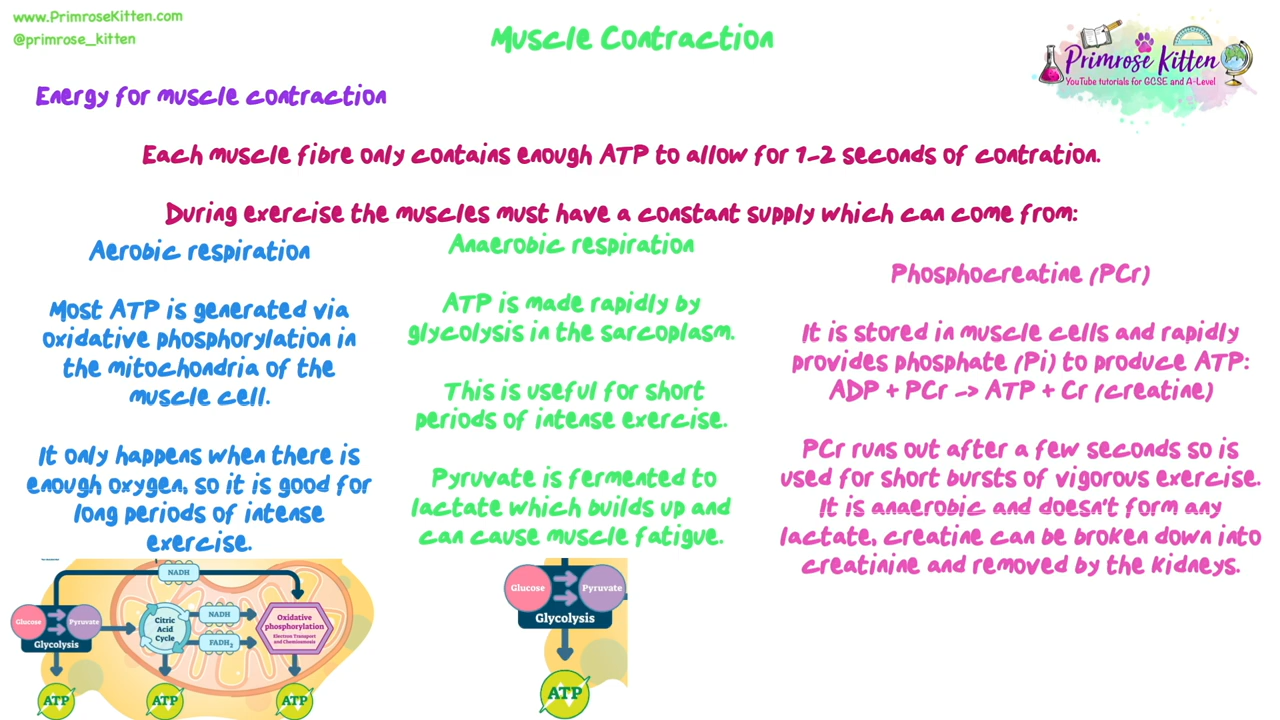 www.PrimroseKitten.com
@primrose_kitten
Muscle Contraction
Primrose Kitten
YouTube tutorials for GCSE and A-Level
Energy for muscle contraction
Each muscle fibre only contains enough ATP to allow for 1-2 seconds of contration.
During exercise the muscles must have a constant supply which can come from:
Aerobic respiration
Most ATP is generated via
oxidative phosphorylation in
the mitochondria of the
muscle cell.
It only happens when there is
enough oxygen, so it is good for
long periods of intense
exercise.
NADH
Glucose
Pyruvate
Glycolysis
Citric
Acid
Cycle
NADH
FADH2
Oxidative
phosphorylation
Electron Transport
and Chemiosmosis
ATP
ATP
ATP
Anaerobic respiration
ATP is made rapidly by
glycolysis in the sarcoplasm.
This is useful for short
periods of intense exercise.
Pyruvate is fermented to
lactate which builds up and
can cause muscle fatigue.
Glucose
Pyruvate
Glycolysis
ATP
Phosphocreatine (PCr)
It is stored in muscle cells and rapidly
provides phosphate (Pi) to produce ATP:
ADP + PCr -> ATP + Cr (creatine)
PCr runs out after a few seconds so is
used for short bursts of vigorous exercise.
It is anaerobic and doesn't form any
lactate, creatine can be broken down into
creatinine and removed by the kidneys.